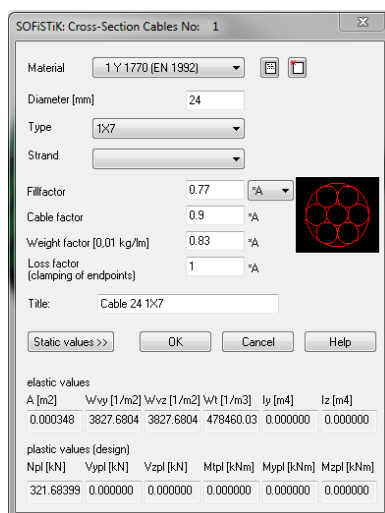 SOFiSTiK: Cross-Section Cables No: 1
Material 1 Y 1770 (EN 1992)
Diameter [mm] 24
Type 1X7
Strand
Fillfactor 0.77 *A
Cable factor 0.9 *A
Weight factor [0,01 kg/lm] 0.83 *A
Loss factor
(clamping of endpoints) 1 *A
Title: Cable 24 1X7
Static values >> OK Cancel Help
elastic values
A [m2] Wvy [1/m2] Wvz [1/m2] Wt [1/m3] Iy [m4] Iz [m4]
0.000348 3827.6804 3827.6804 478460.03 0.000000 0.000000
plastic values (design)
Npl [kN] Vypl [kN] Vzpl [kN] Mtpl [kNm] Mypl [kNm] Mzpl [kNm]
321.68399 0.000000 0.000000 0.000000 0.000000 0.000000